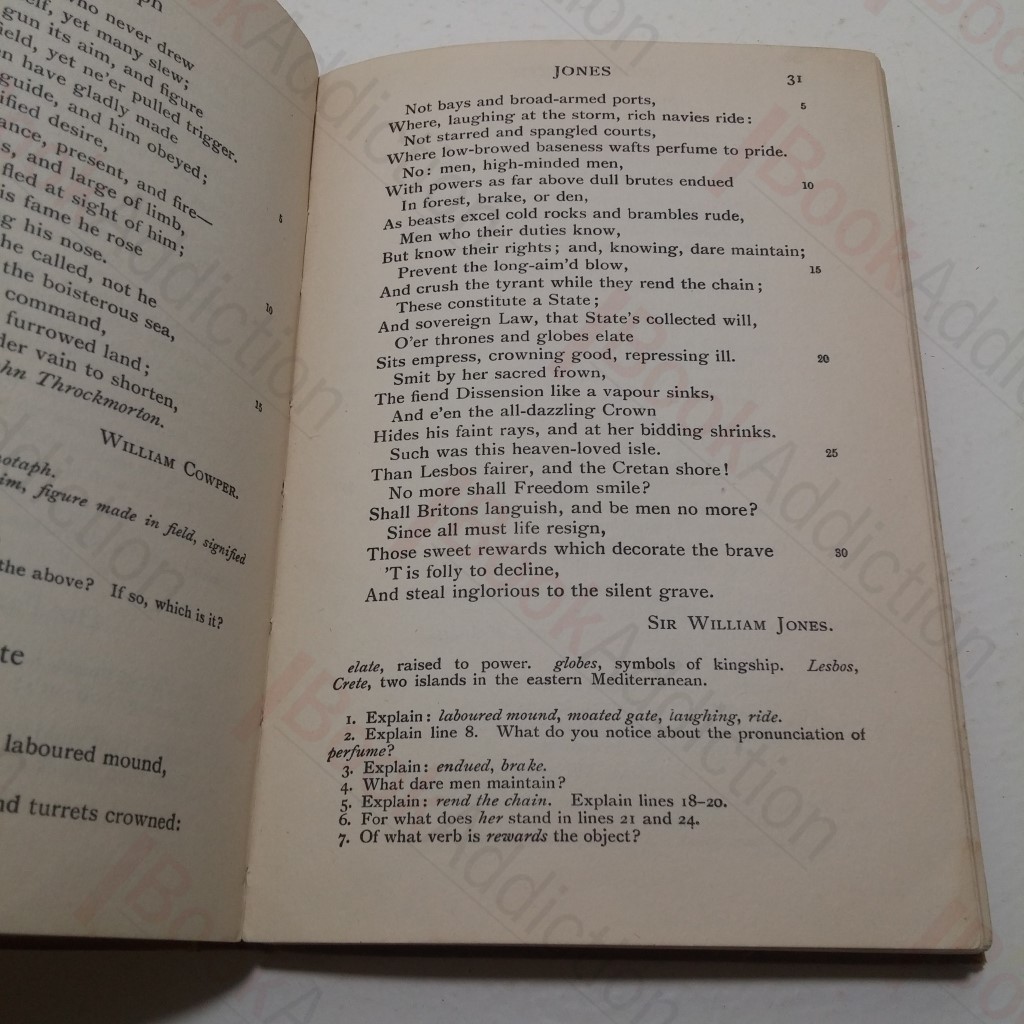 who never drew
self, yet many slew;
gun its aim, and figure
field, yet ne'er pulled trigger.
have gladly made
guide, and him obeyed;
desire,
present, and fire—
and large of limb,
fled at sight of him;
his fame he rose
his nose.
he called, not he
the boisterous sea,
command,
furrowed land;
vain to shorten,
Throckmorton.
WILLIAM COWPER.
figure made in field, signified
the above? If so, which is it?
laboured mound,
turrets crowned:
5
10
15
JONES
31
Not bays and broad-armed ports,
5
Where, laughing at the storm, rich navies ride:
Not starred and spangled courts,
Where low-browed baseness wafts perfume to pride.
No: men, high-minded men,
With powers as far above dull brutes endued
10
In forest, brake, or den,
As beasts excel cold rocks and brambles rude,
Men who their duties know,
But know their rights; and, knowing, dare maintain;
Prevent the long-aim'd blow,
15
And crush the tyrant while they rend the chain;
These constitute a State;
And sovereign Law, that State's collected will,
O'er thrones and globes elate
Sits empress, crowning good, repressing ill.
20
Smit by her sacred frown,
The fiend Dissension like a vapour sinks,
And e'en the all-dazzling Crown
Hides his faint rays, and at her bidding shrinks.
Such was this heaven-loved isle.
25
Than Lesbos fairer, and the Cretan shore!
No more shall Freedom smile?
Shall Britons languish, and be men no more?
Since all must life resign,
Those sweet rewards which decorate the brave
30
'T is folly to decline,
And steal inglorious to the silent grave.
SIR WILLIAM JONES.
elate, raised to power. globes, symbols of kingship. Lesbos,
Crete, two islands in the eastern Mediterranean.
1. Explain: laboured mound, moated gate, laughing, ride.
2. Explain line 8. What do you notice about the pronunciation of
perfume?
3. Explain: endued, brake.
4. What dare men maintain?
5. Explain: rend the chain. Explain lines 18-20.
6. For what does her stand in lines 21 and 24.
7. Of what verb is rewards the object?
BookAddiction